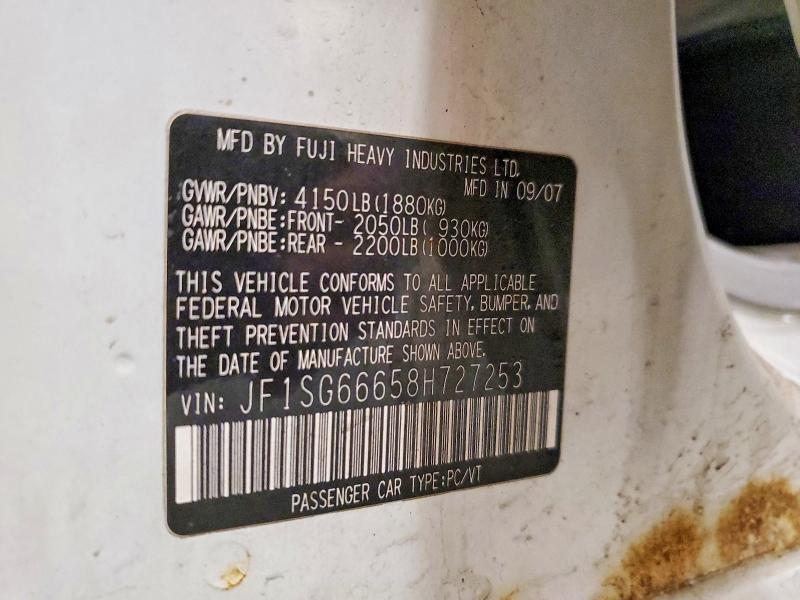 MFD BY FUJI HEAVY INDUSTRIES LTD.
MFD IN 09/07
GVWR/PNBV: 4150LB(1880KG)
GAWR/PNBE:FRONT- 2050LB( 930KG)
GAWR/PNBE:REAR - 2200LB(1000KG)
THIS VEHICLE CONFORMS TO ALL APPLICABLE
FEDERAL MOTOR VEHICLE SAFETY, BUMPER, AND
THEFT PREVENTION STANDARDS IN EFFECT ON
THE DATE OF MANUFACTURE SHOWN ABOVE.
VIN: JF1SG66658H727253
PASSENGER CAR TYPE:PC/VT